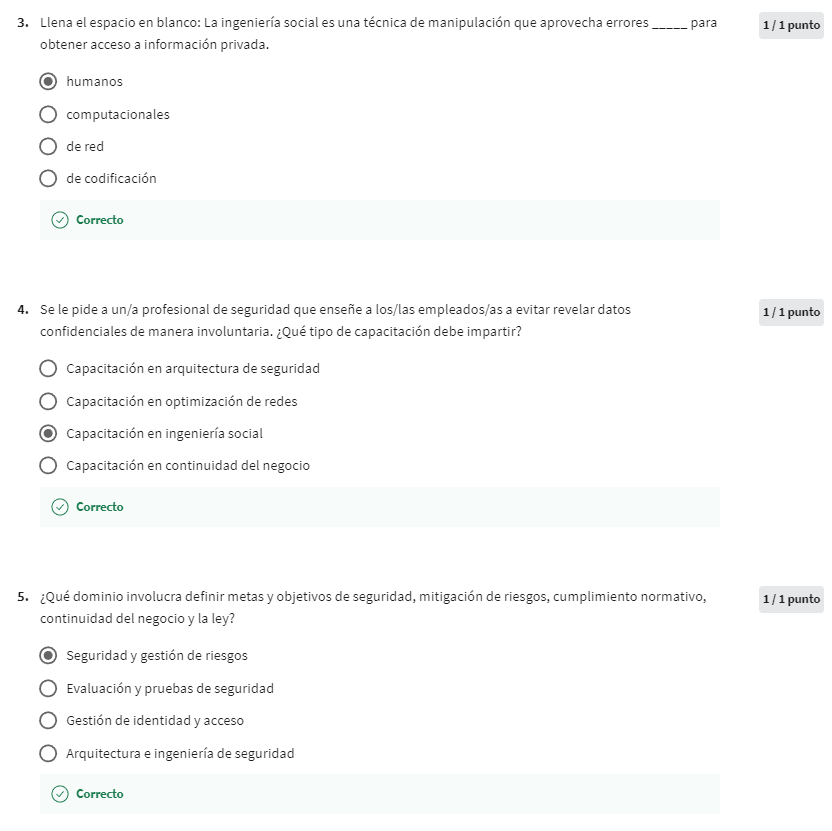 3. Llena el espacio en blanco: La ingeniería social es una técnica de manipulación que aprovecha errores _____ para
1 / 1 punto
obtener acceso a información privada.
humanos
computacionales
de red
de codificación
Correcto
4. Se le pide a un/a profesional de seguridad que enseñe a los/las empleados/as a evitar revelar datos
1 / 1 punto
confidenciales de manera involuntaria. ¿Qué tipo de capacitación debe impartir?
Capacitación en arquitectura de seguridad
Capacitación en optimización de redes
Capacitación en ingeniería social
Capacitación en continuidad del negocio
Correcto
5. ¿Qué dominio involucra definir metas y objetivos de seguridad, mitigación de riesgos, cumplimiento normativo,
1 / 1 punto
continuidad del negocio y la ley?
Seguridad y gestión de riesgos
Evaluación y pruebas de seguridad
Gestión de identidad y acceso
Arquitectura e ingeniería de seguridad
Correcto